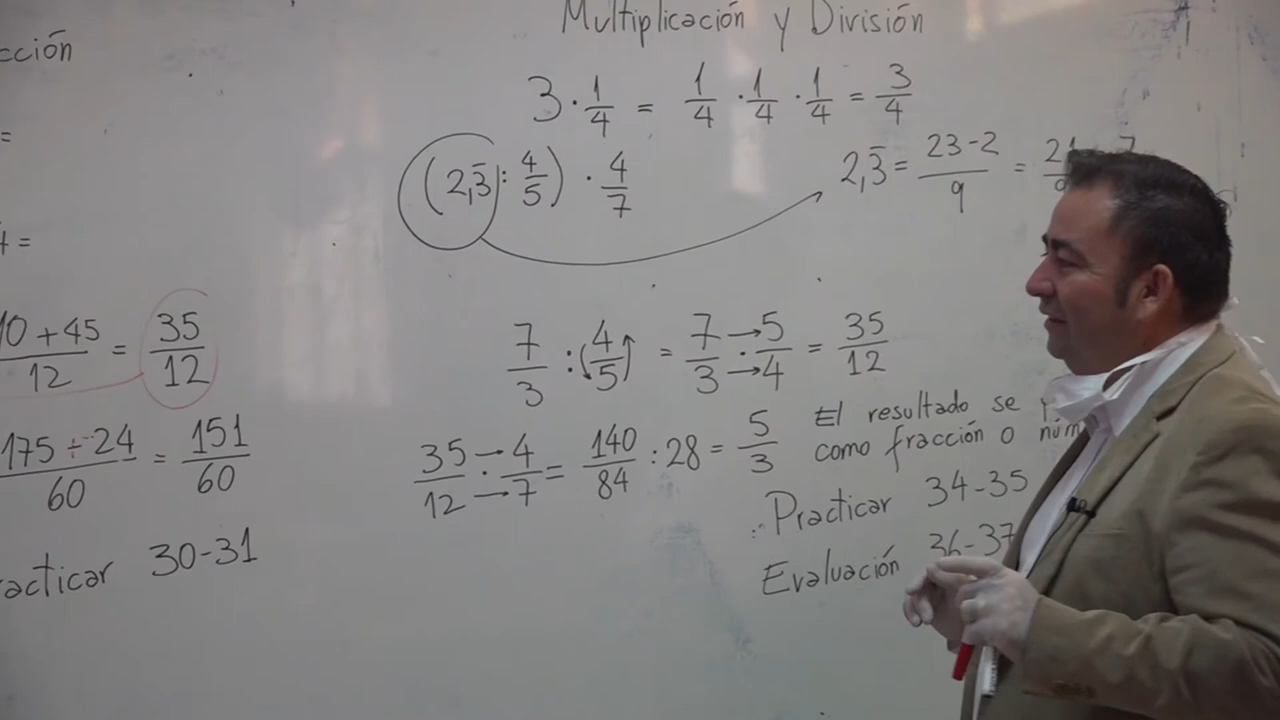 cción
=
4 =
10 + 45 / 12 = 35/12
175 ÷ 24 / 60 = 151/60
acticar 30-31
Multiplicación y División
3 · 1/4 = 1/4 · 1/4 · 1/4 = 3/4
(2,3̅ : 4/5) · 4/7
2,3̅ = 23-2 / 9 =
7/3 : (4/5) = 7/3 · 5/4 = 35/12
35/12 · 4/7 = 140/84 : 28 = 5/3
El resultado se
como fracción o núm
Practicar 34-35
Evaluación 36-37